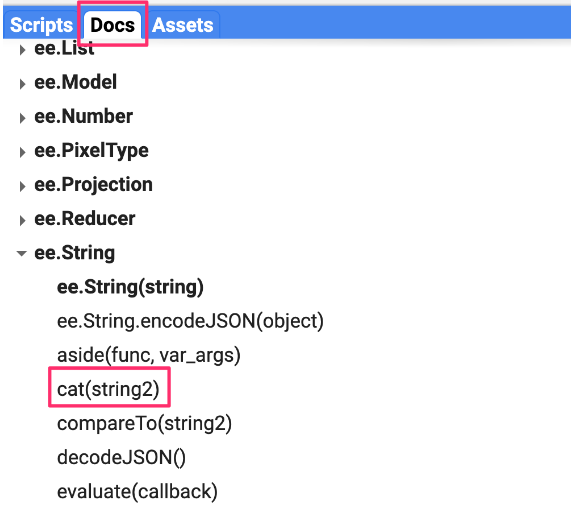 Scripts Docs Assets
ee.List
ee.Model
ee.Number
ee.PixelType
ee.Projection
ee.Reducer
ee.String
ee.String(string)
ee.String.encodeJSON(object)
aside(func, var_args)
cat(string2)
compareTo(string2)
decodeJSON()
evaluate(callback)